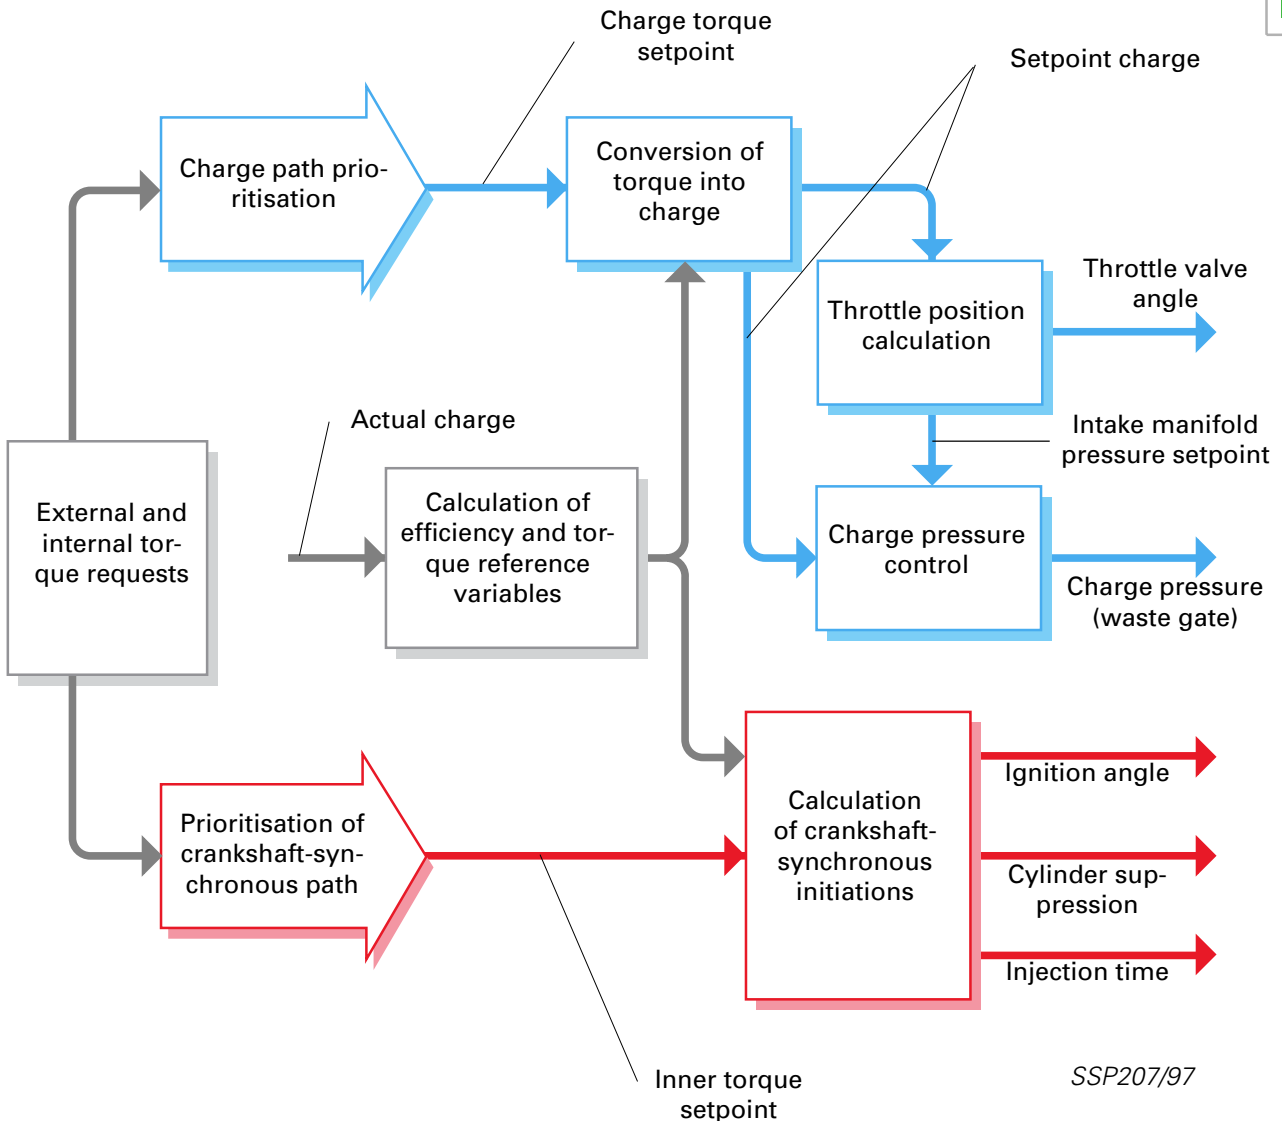 Charge torque
setpoint
Setpoint charge
Charge path prio-
ritisation
Conversion of
torque into
charge
Throttle valve
angle
Throttle position
calculation
Actual charge
Intake manifold
pressure setpoint
External and
internal tor-
que requests
Calculation of
efficiency and tor-
que reference
variables
Charge pressure
control
Charge pressure
(waste gate)
Prioritisation of
crankshaft-syn-
chronous path
Calculation
of crankshaft-
synchronous
initiations
Ignition angle
Cylinder sup-
pression
Injection time
Inner torque
setpoint
SSP207/97